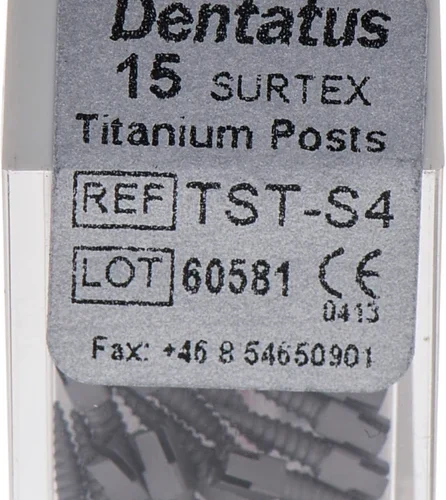 Dentatus
15 SURTEX
Titanium Posts
REF TST-S4
LOT 60581 CE
0413
Fax: +46 8 54650901